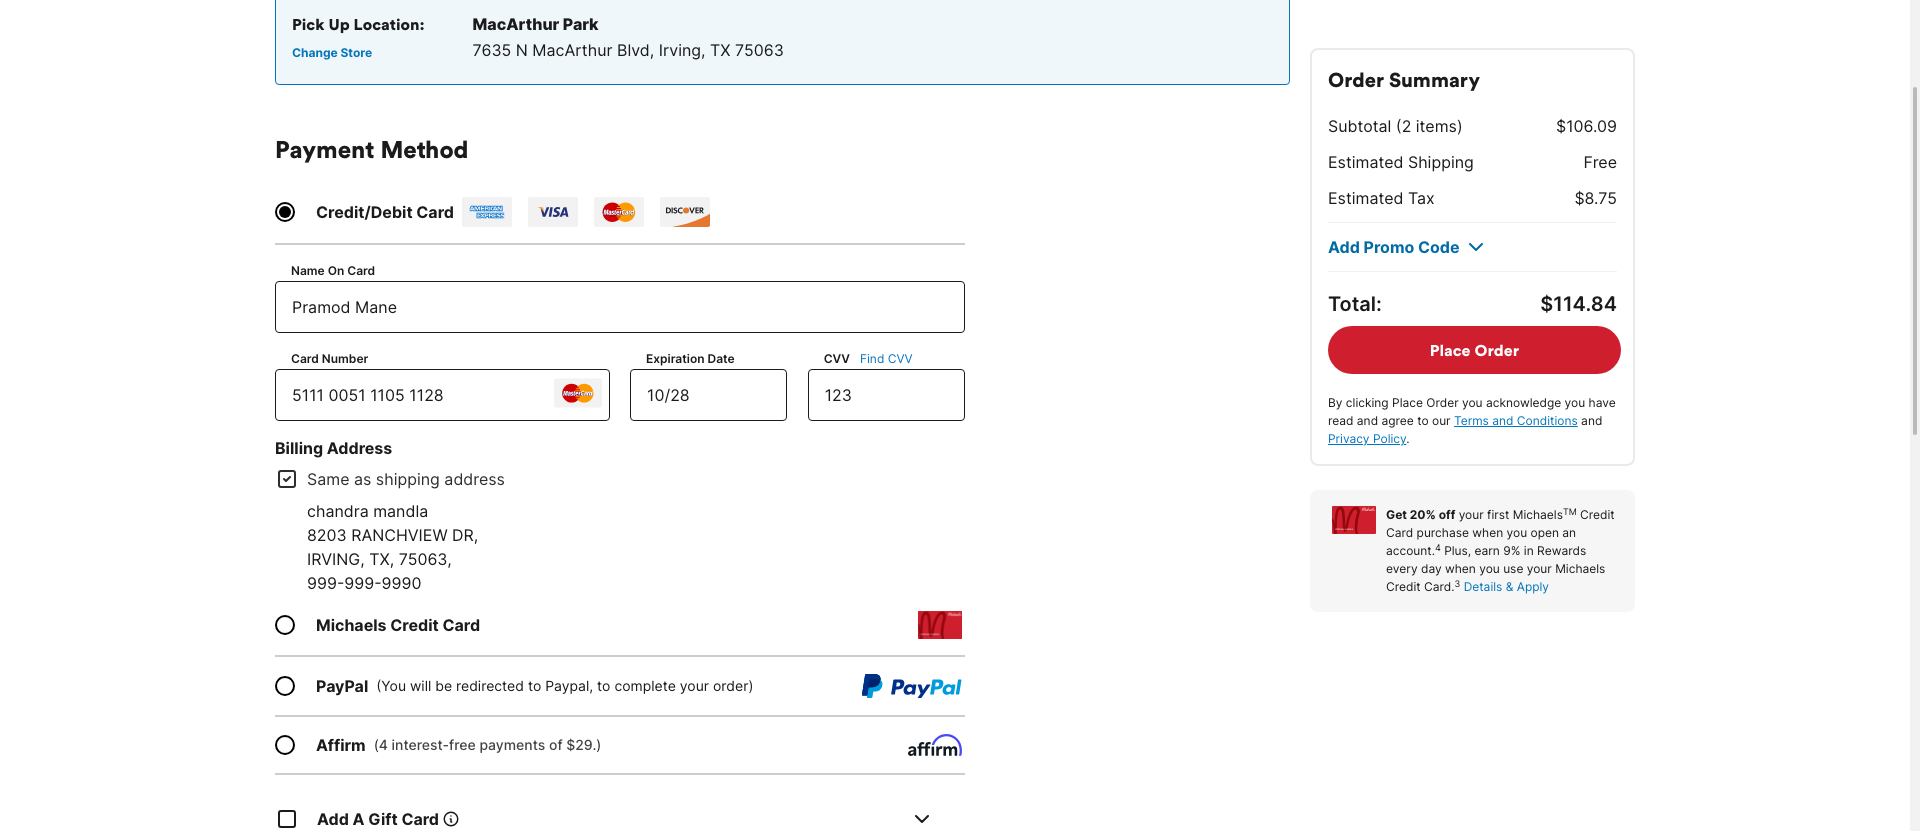 Pick Up Location:
MacArthur Park
Change Store
7635 N MacArthur Blvd, Irving, TX 75063
Payment Method
Credit/Debit Card
AMERICAN EXPRESS
VISA
MasterCard
DISCOVER
Name On Card
Pramod Mane
Card Number
Expiration Date
CVV Find CVV
5111 0051 1105 1128
MasterCard
10/28
123
Billing Address
Same as shipping address
chandra mandla
8203 RANCHVIEW DR,
IRVING, TX, 75063,
999-999-9990
Michaels Credit Card
PayPal (You will be redirected to Paypal, to complete your order)
PayPal
Affirm (4 interest-free payments of $29.)
affirm
Add A Gift Card
Order Summary
Subtotal (2 items) $106.09
Estimated Shipping Free
Estimated Tax $8.75
Add Promo Code
Total: $114.84
Place Order
By clicking Place Order you acknowledge you have
read and agree to our Terms and Conditions and
Privacy Policy.
Get 20% off your first Michaels™ Credit
Card purchase when you open an
account.⁴ Plus, earn 9% in Rewards
every day when you use your Michaels
Credit Card.³ Details & Apply